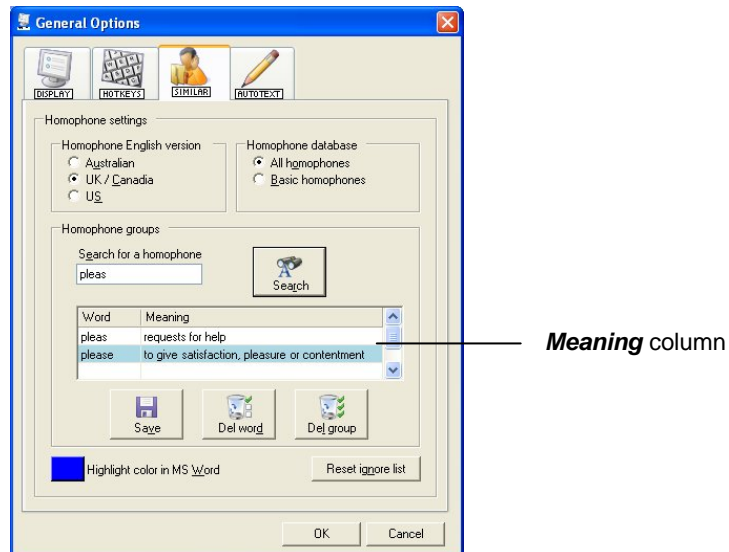 General Options
DISPLAY
HOTKEYS
SIMILAR
AUTOTEXT
Homophone settings
Homophone English version
Australian
UK / Canada
US
Homophone database
All homophones
Basic homophones
Homophone groups
Search for a homophone
pleas
Search
Word Meaning
pleas requests for help
please to give satisfaction, pleasure or contentment
Meaning column
Save
Del word
Del group
Highlight color in MS Word
Reset ignore list
OK
Cancel